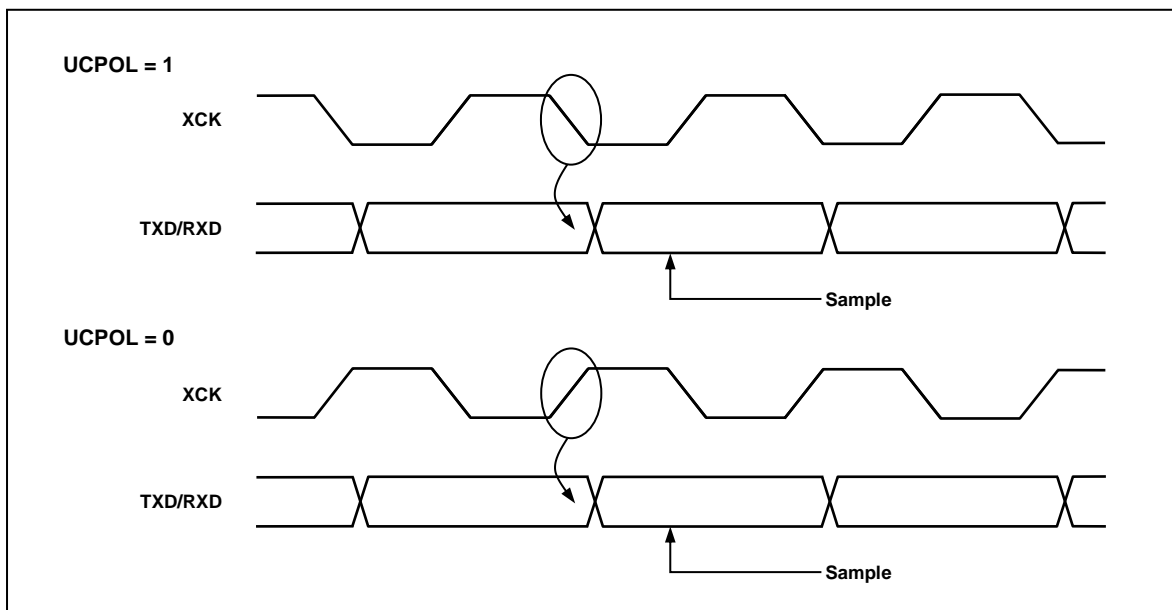 UCPOL = 1
XCK
TXD/RXD
Sample
UCPOL = 0
XCK
TXD/RXD
Sample